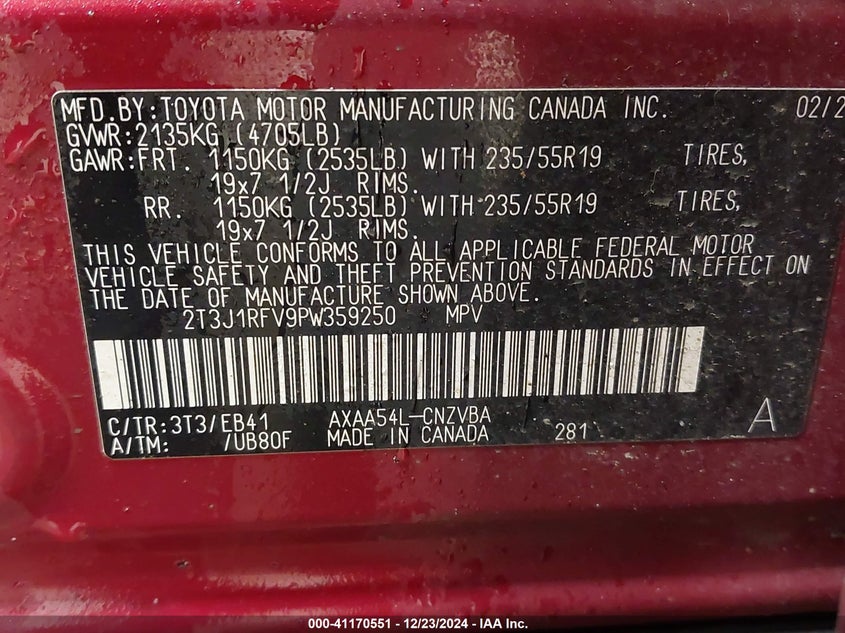 MFD.BY:TOYOTA MOTOR MANUFACTURING CANADA INC. 02/2
GVWR:2135KG (4705LB)
GAWR:FRT. 1150KG (2535LB) WITH 235/55R19 TIRES,
19x7 1/2J RIMS.
RR. 1150KG (2535LB) WITH 235/55R19 TIRES,
19x7 1/2J RIMS.
THIS VEHICLE CONFORMS TO ALL APPLICABLE FEDERAL MOTOR
VEHICLE SAFETY AND THEFT PREVENTION STANDARDS IN EFFECT ON
THE DATE OF MANUFACTURE SHOWN ABOVE.
2T3J1RFV9PW359250 MPV
C/TR:3T3/EB41 AXAA54L-CNZVBA A
A/TM: /UB80F MADE IN CANADA 281
000-41170551 - 12/23/2024 - IAA Inc.